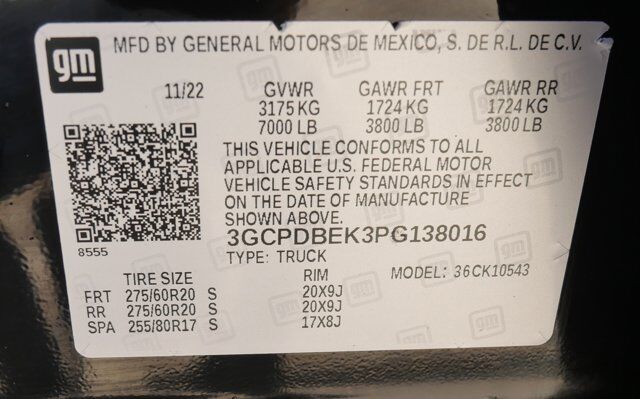 gm
MFD BY GENERAL MOTORS DE MEXICO, S. DE R.L. DE C.V.
11/22 GVWR GAWR FRT GAWR RR
3175 KG 1724 KG 1724 KG
7000 LB 3800 LB 3800 LB
THIS VEHICLE CONFORMS TO ALL
APPLICABLE U.S. FEDERAL MOTOR
VEHICLE SAFETY STANDARDS IN EFFECT
ON THE DATE OF MANUFACTURE
SHOWN ABOVE.
3GCPDBEK3PG138016
8555
TYPE: TRUCK
TIRE SIZE RIM MODEL: 36CK10543
FRT 275/60R20 S 20X9J
RR 275/60R20 S 20X9J
SPA 255/80R17 S 17X8J